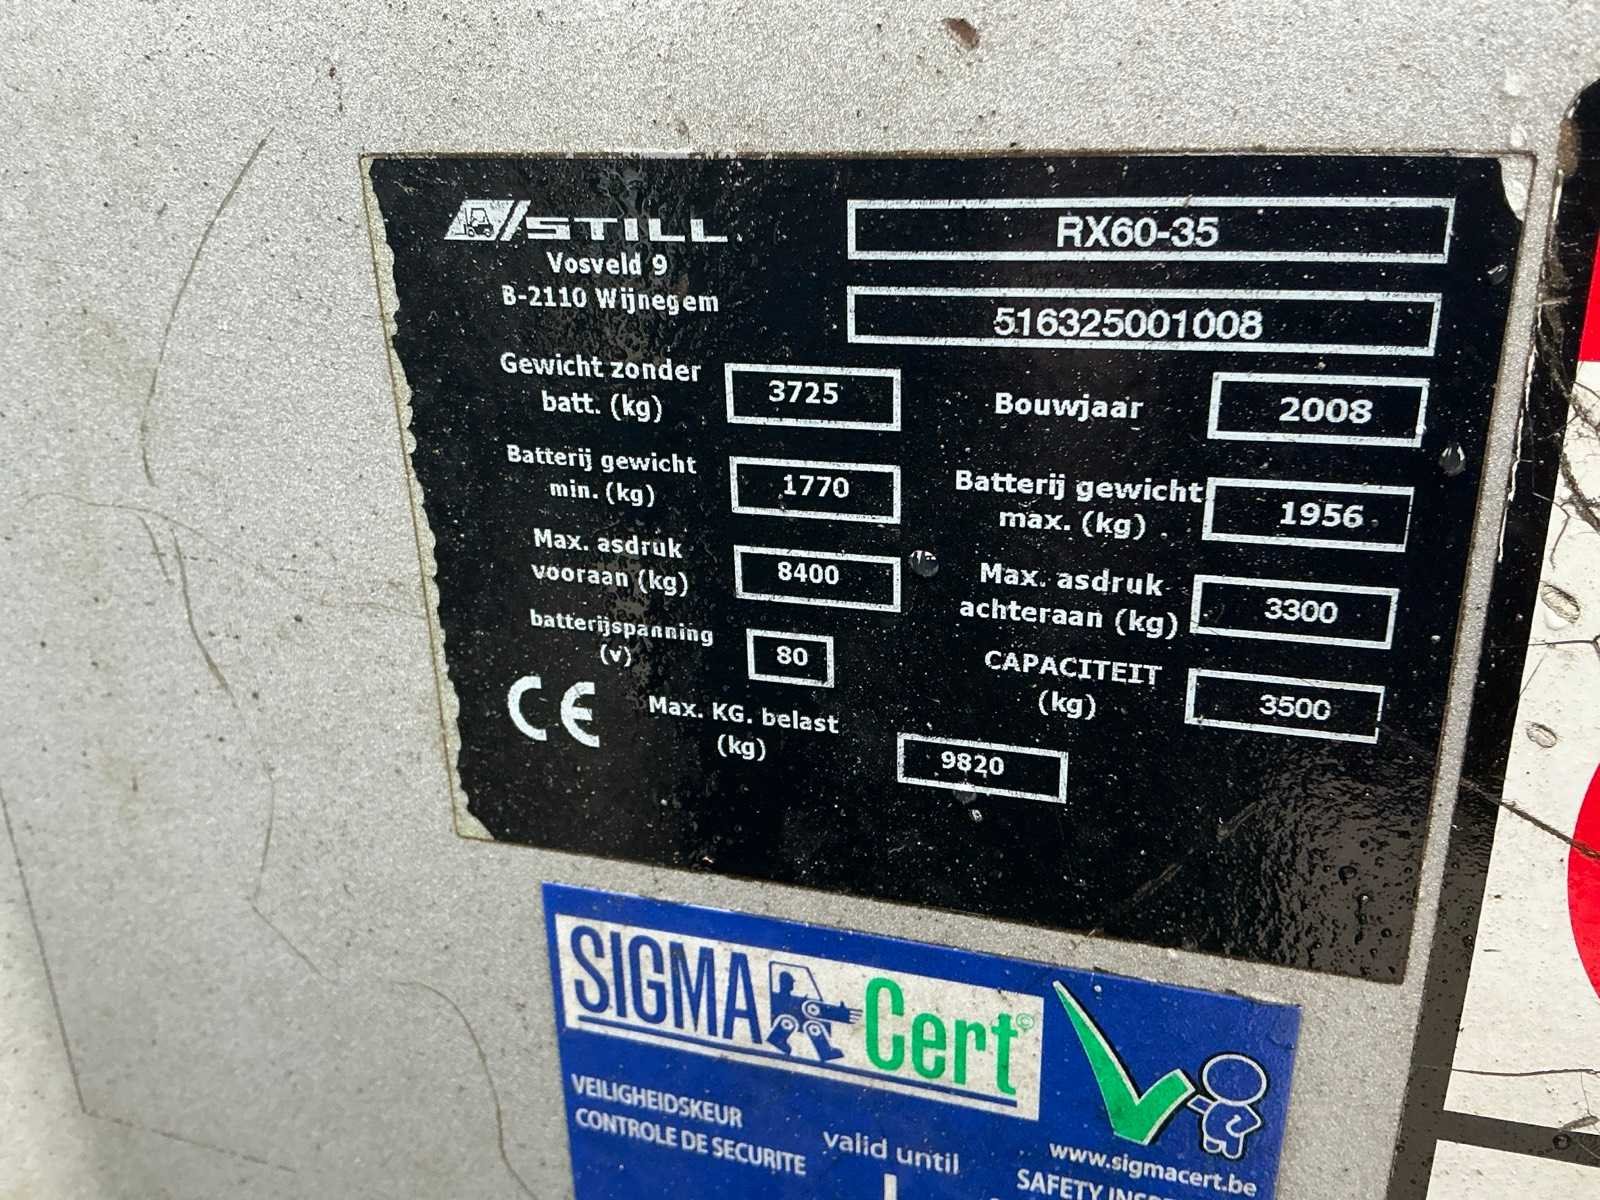 STILL
Vosveld 9
B-2110 Wijnegem
RX60-35
516325001008
Gewicht zonder
batt. (kg)
3725
Bouwjaar
2008
Batterij gewicht
min. (kg)
1770
Batterij gewicht
max. (kg)
1956
Max. asdruk
vooraan (kg)
8400
Max. asdruk
achteraan (kg)
3300
batterijspanning
(v)
80
CAPACITEIT
(kg)
3500
CE
Max. KG. belast
(kg)
9820
SIGMA Cert©
VEILIGHEIDSKEUR
CONTROLE DE SECURITE
valid until
www.sigmacert.be
SAFETY